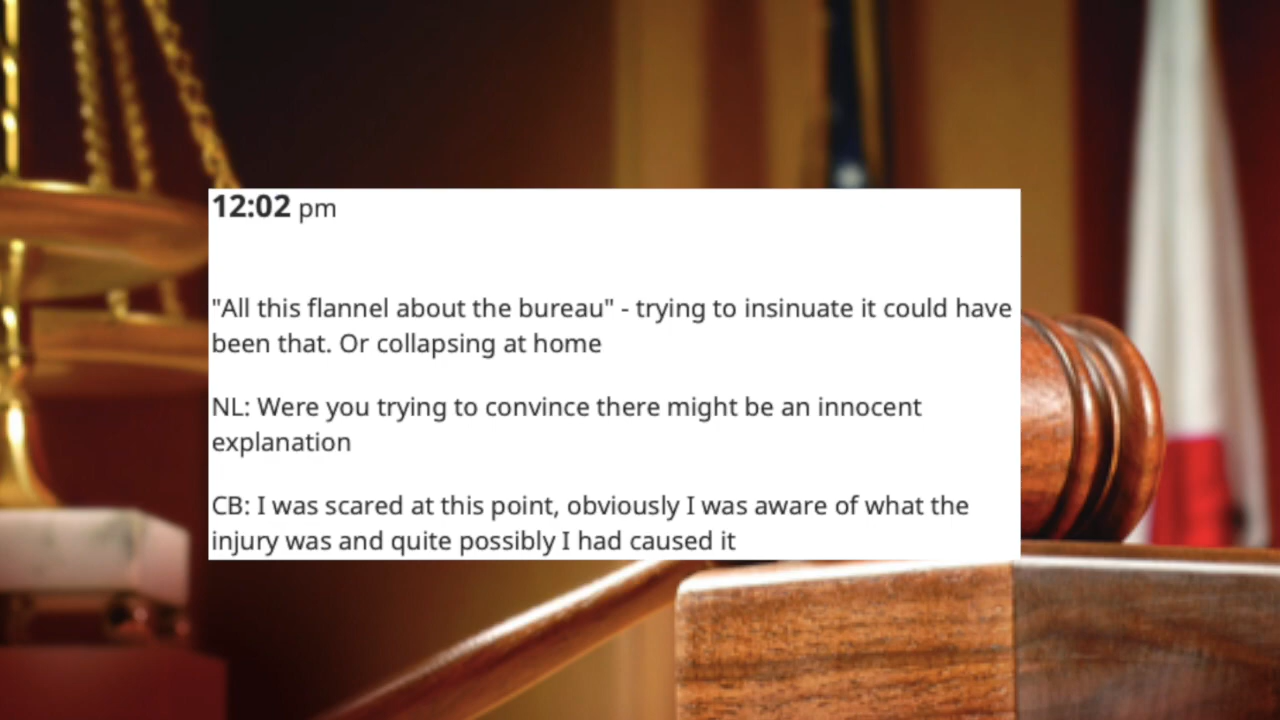 12:02 pm
"All this flannel about the bureau" - trying to insinuate it could have
been that. Or collapsing at home
NL: Were you trying to convince there might be an innocent
explanation
CB: I was scared at this point, obviously I was aware of what the
injury was and quite possibly I had caused it